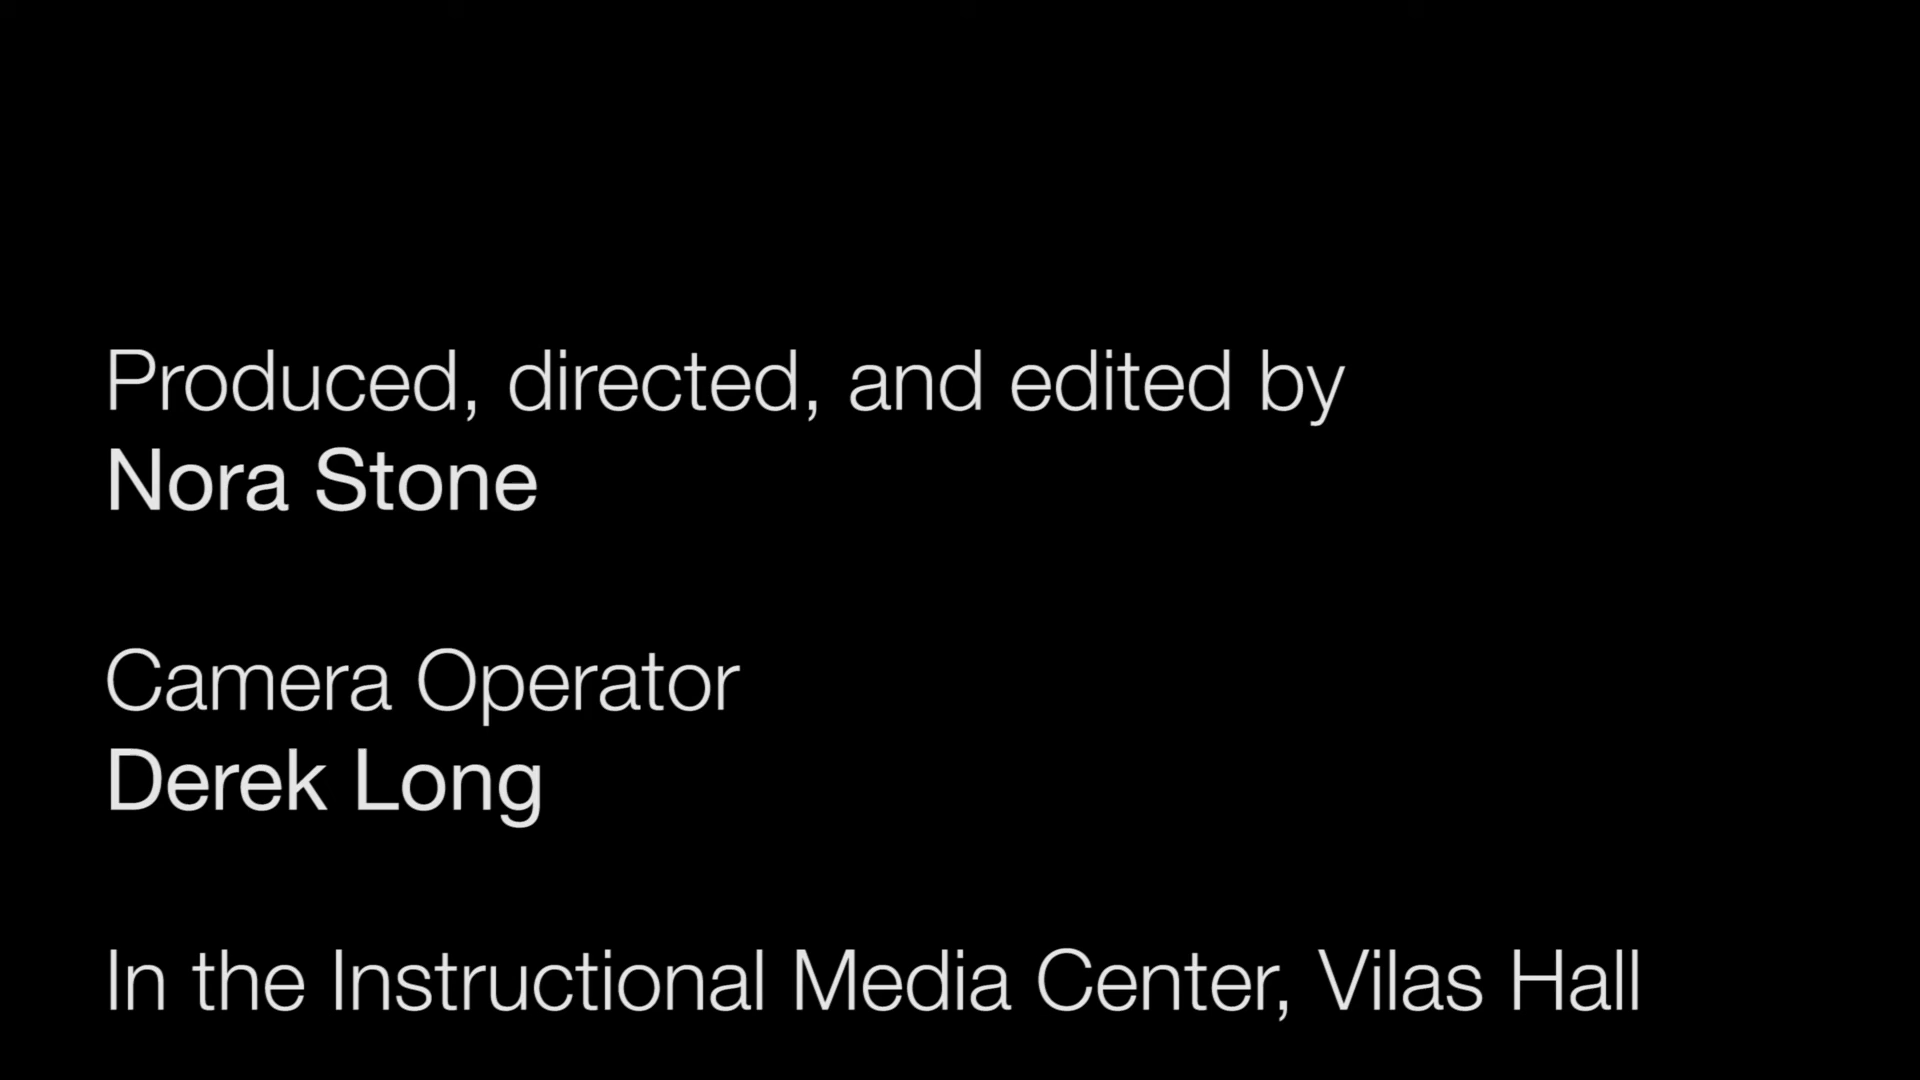 Produced, directed, and edited by
Nora Stone
Camera Operator
Derek Long
In the Instructional Media Center, Vilas Hall